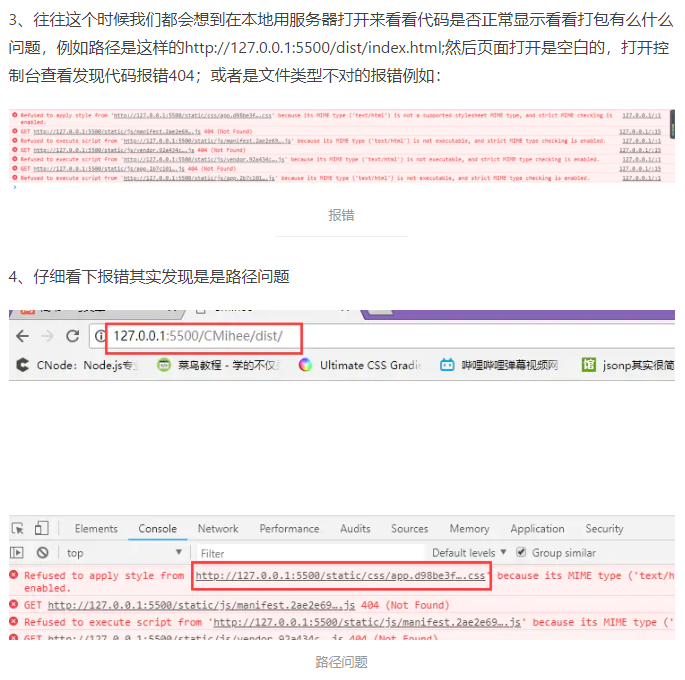 3、往往这个时候我们都会想到在本地用服务器打开来看看代码是否正常显示看看打包有么什么
问题，例如路径是这样的http://127.0.0.1:5500/dist/index.html;然后页面打开是空白的，打开控
制台查看发现代码报错404；或者是文件类型不对的报错例如：
Refused to apply style from 'http://127.0.0.1:5500/static/css/app.d98be3f….css' because its MIME type ('text/html') is not a supported stylesheet MIME type, and strict MIME checking is 127.0.0.1/:1
enabled.
GET http://127.0.0.1:5500/static/js/manifest.2ae2e69….js 404 (Not Found) 127.0.0.1/:15
Refused to execute script from 'http://127.0.0.1:5500/static/js/manifest.2ae2e69….js' because its MIME type ('text/html') is not executable, and strict MIME type checking is enabled. 127.0.0.1/:1
GET http://127.0.0.1:5500/static/js/vendor.92a434c….js 404 (Not Found) 127.0.0.1/:15
Refused to execute script from 'http://127.0.0.1:5500/static/js/vendor.92a434c….js' because its MIME type ('text/html') is not executable, and strict MIME type checking is enabled. 127.0.0.1/:1
GET http://127.0.0.1:5500/static/js/app.2b7c101….js 404 (Not Found) 127.0.0.1/:15
Refused to execute script from 'http://127.0.0.1:5500/static/js/app.2b7c101….js' because its MIME type ('text/html') is not executable, and strict MIME type checking is enabled. 127.0.0.1/:1
报错
4、仔细看下报错其实发现是是路径问题
127.0.0.1:5500/CMihee/dist/
CNode：Node.js专 菜鸟教程 - 学的不仅 Ultimate CSS Gradi 哔哩哔哩弹幕视频网 馆 jsonp其实很简
Elements Console Network Performance Audits Sources Memory Application Security
top Filter Default levels Group similar
Refused to apply style from 'http://127.0.0.1:5500/static/css/app.d98be3f….css' because its MIME type ('text/h
enabled.
GET http://127.0.0.1:5500/static/js/manifest.2ae2e69….js 404 (Not Found)
Refused to execute script from 'http://127.0.0.1:5500/static/js/manifest.2ae2e69….js' because its MIME type ('
GET http://127.0.0.1:5500/static/js/vendor.92a434c….js 404 (Not Found)
路径问题